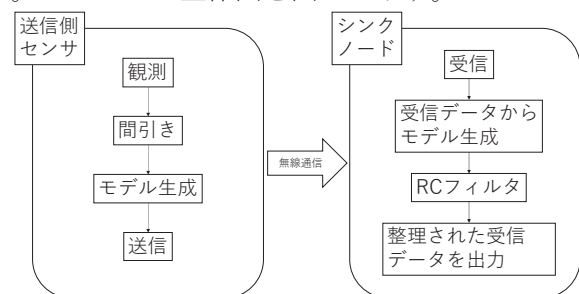 送信側
センサ
観測
間引き
モデル生成
送信
無線通信
シンク
ノード
受信
受信データから
モデル生成
RCフィルタ
整理された受信
データを出力